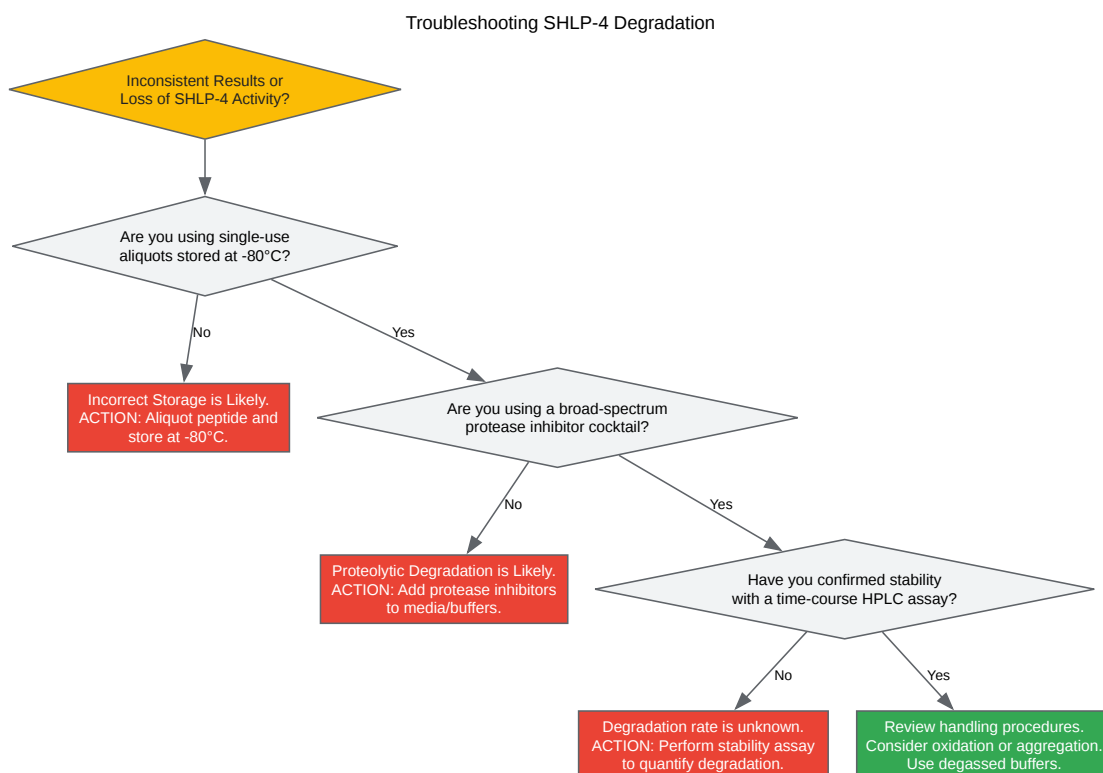 Troubleshooting SHLP-4 Degradation
Inconsistent Results or
Loss of SHLP-4 Activity?
Are you using single-use
aliquots stored at -80°C?
No
Yes
Incorrect Storage is Likely.
ACTION: Aliquot peptide and
store at -80°C.
Are you using a broad-spectrum
protease inhibitor cocktail?
No
Yes
Proteolytic Degradation is Likely.
ACTION: Add protease inhibitors
to media/buffers.
Have you confirmed stability
with a time-course HPLC assay?
No
Yes
Degradation rate is unknown.
ACTION: Perform stability assay
to quantify degradation.
Review handling procedures.
Consider oxidation or aggregation.
Use degassed buffers.